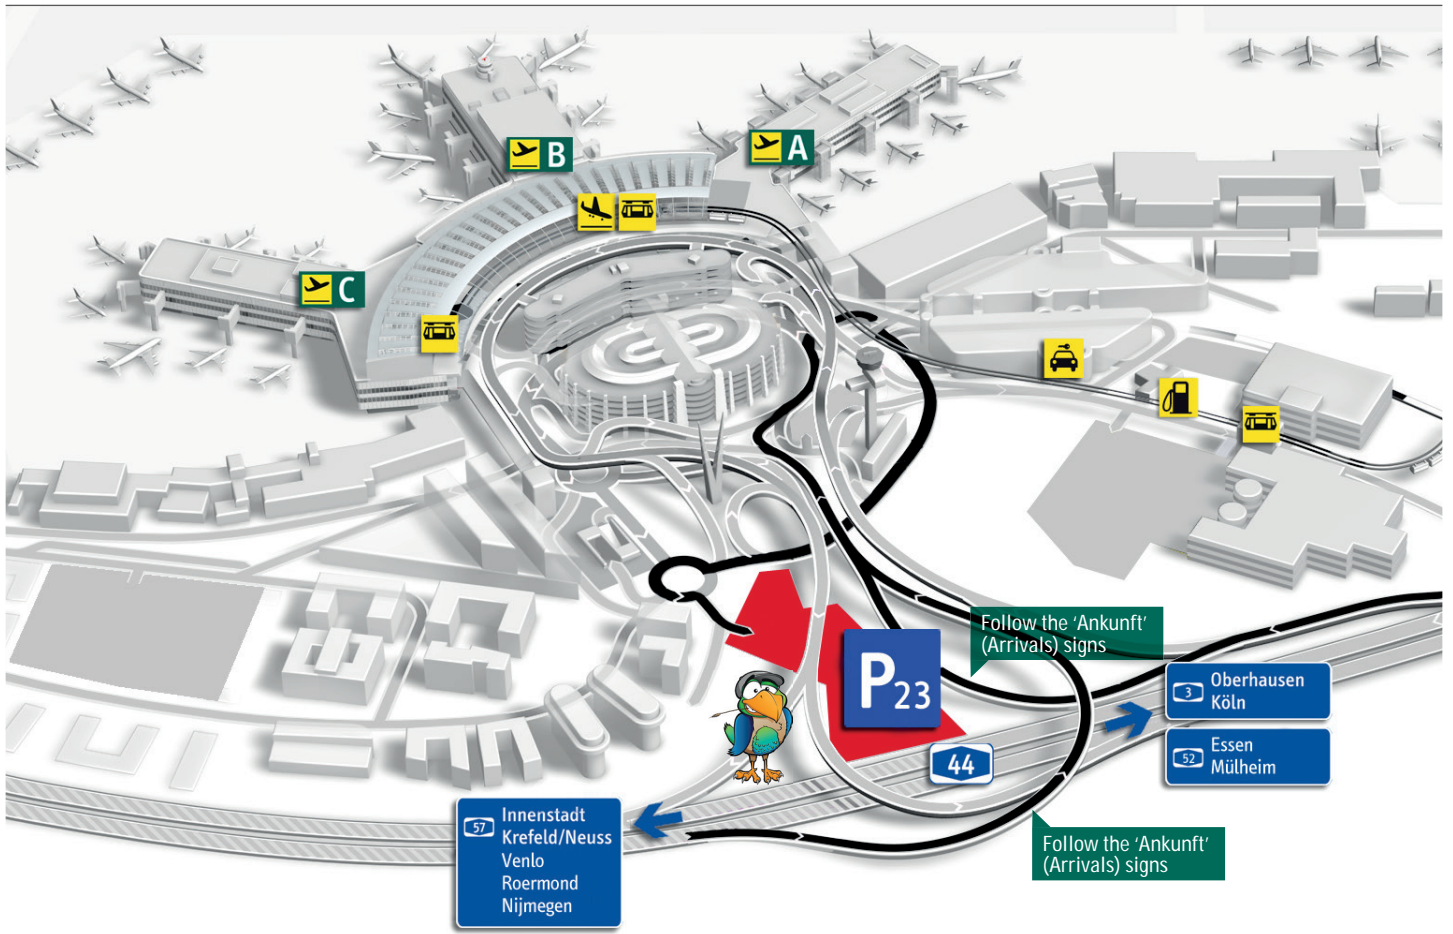 B
A
C
Follow the ‘Ankunft’
(Arrivals) signs
P23
3
Oberhausen
Köln
52
Essen
Mülheim
44
57
Innenstadt
Krefeld/Neuss
Venlo
Roermond
Nijmegen
Follow the ‘Ankunft’
(Arrivals) signs